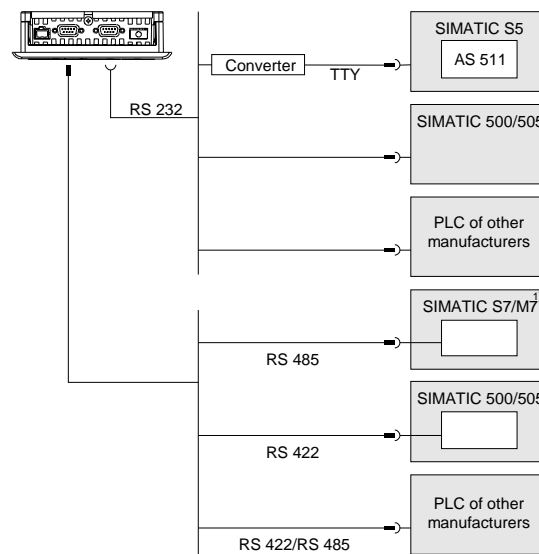 SIMATIC S5
Converter
AS 511
TTY
RS 232
SIMATIC 500/505
PLC of other
manufacturers
SIMATIC S7/M7 1
RS 485
SIMATIC 500/505
RS 422
PLC of other
manufacturers
RS 422/RS 485